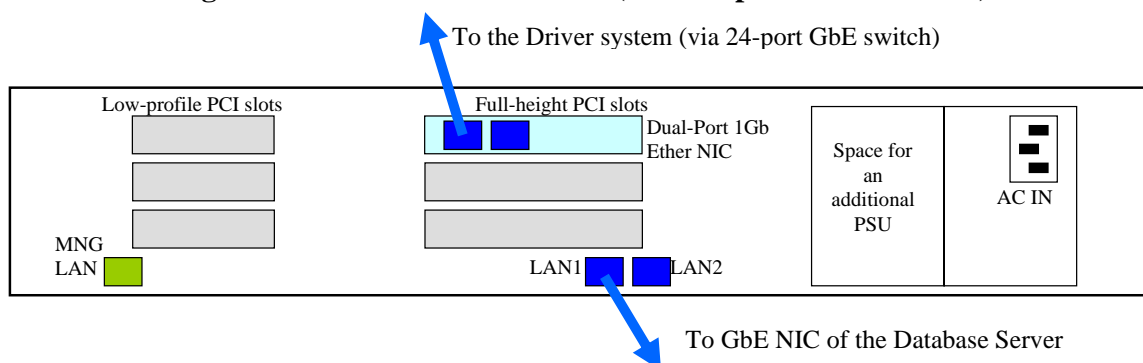 To the Driver system (via 24-port GbE switch)
Low-profile PCI slots
Full-height PCI slots
Dual-Port 1Gb
Ether NIC
Space for
an
additional
PSU
AC IN
MNG
LAN
LAN1
LAN2
To GbE NIC of the Database Server